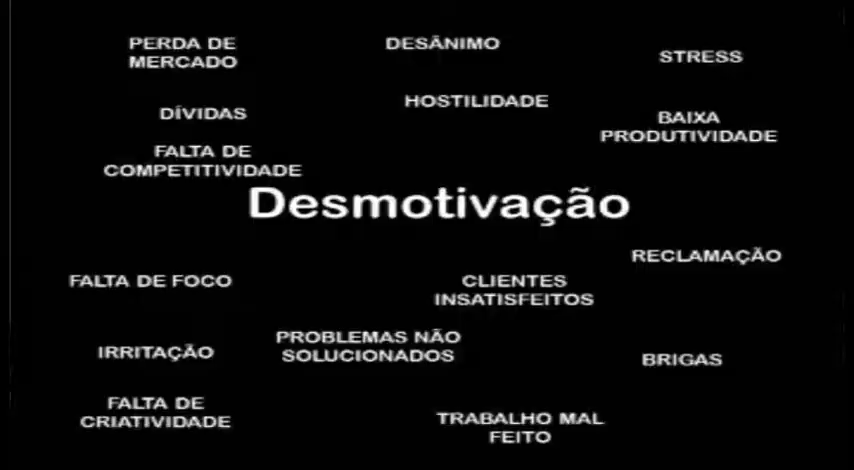 PERDA DE
MERCADO
DESÂNIMO
STRESS
DÍVIDAS
HOSTILIDADE
BAIXA
PRODUTIVIDADE
FALTA DE
COMPETITIVIDADE
Desmotivação
RECLAMAÇÃO
FALTA DE FOCO
CLIENTES
INSATISFEITOS
PROBLEMAS NÃO
SOLUCIONADOS
IRRITAÇÃO
BRIGAS
FALTA DE
CRIATIVIDADE
TRABALHO MAL
FEITO